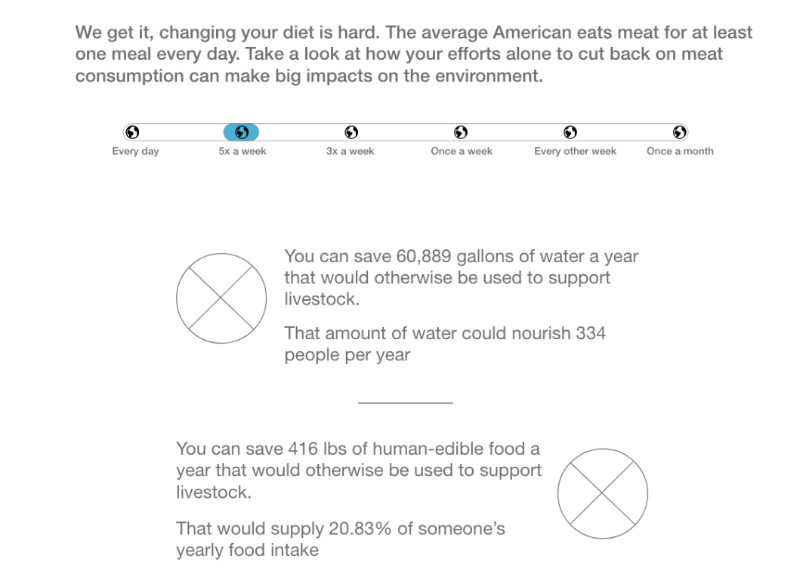 We get it, changing your diet is hard. The average American eats meat for at least
one meal every day. Take a look at how your efforts alone to cut back on meat
consumption can make big impacts on the environment.
Every day
5x a week
3x a week
Once a week
Every other week
Once a month
You can save 60,889 gallons of water a year
that would otherwise be used to support
livestock.
That amount of water could nourish 334
people per year
You can save 416 lbs of human-edible food a
year that would otherwise be used to support
livestock.
That would supply 20.83% of someone’s
yearly food intake